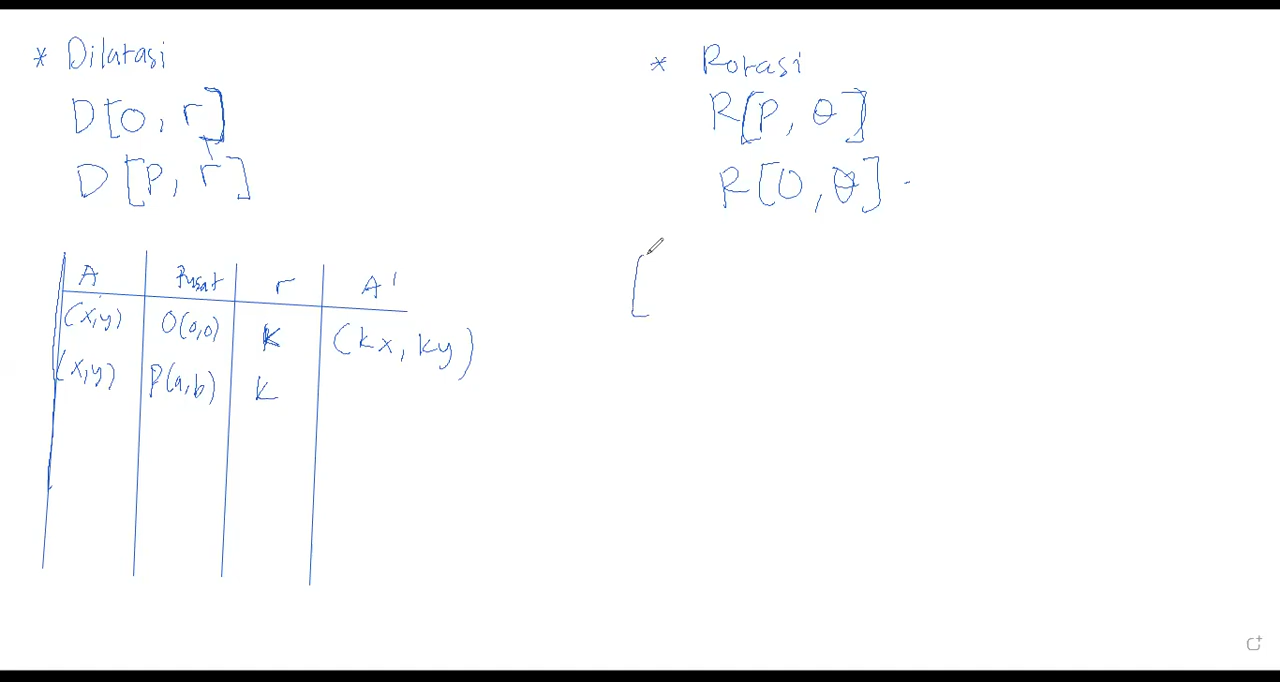 * Dilatasi
D[O, r]
D[P, r]
A Pusat r A'
(x,y) O(0,0) k (kx, ky)
(x,y) P(a,b) k
* Rotasi
R[P, θ]
R[O, θ]
[